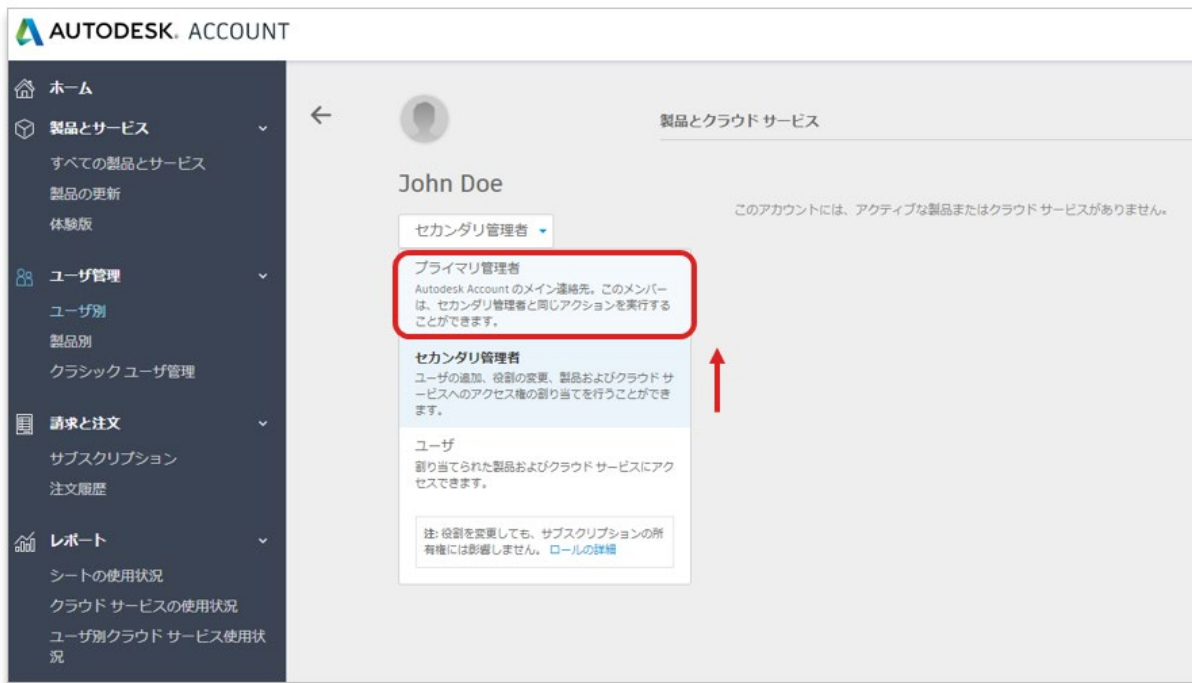 AUTODESK. ACCOUNT
ホーム
製品とサービス
すべての製品とサービス
製品の更新
体験版
ユーザ管理
ユーザ別
製品別
クラシック ユーザ管理
請求と注文
サブスクリプション
注文履歴
レポート
シートの使用状況
クラウド サービスの使用状況
ユーザ別クラウド サービス使用状
況
John Doe
セカンダリ管理者
プライマリ管理者
Autodesk Account のメイン連絡先。このメンバー
は、セカンダリ管理者と同じアクションを実行する
ことができます。
セカンダリ管理者
ユーザの追加、役割の変更、製品およびクラウド サ
ービスへのアクセス権の割り当てを行うことができ
ます。
ユーザ
割り当てられた製品およびクラウド サービスにアク
セスできます。
注: 役割を変更しても、サブスクリプションの所
有権には影響しません。 ロールの詳細
製品とクラウド サービス
このアカウントには、アクティブな製品またはクラウド サービスがありません。